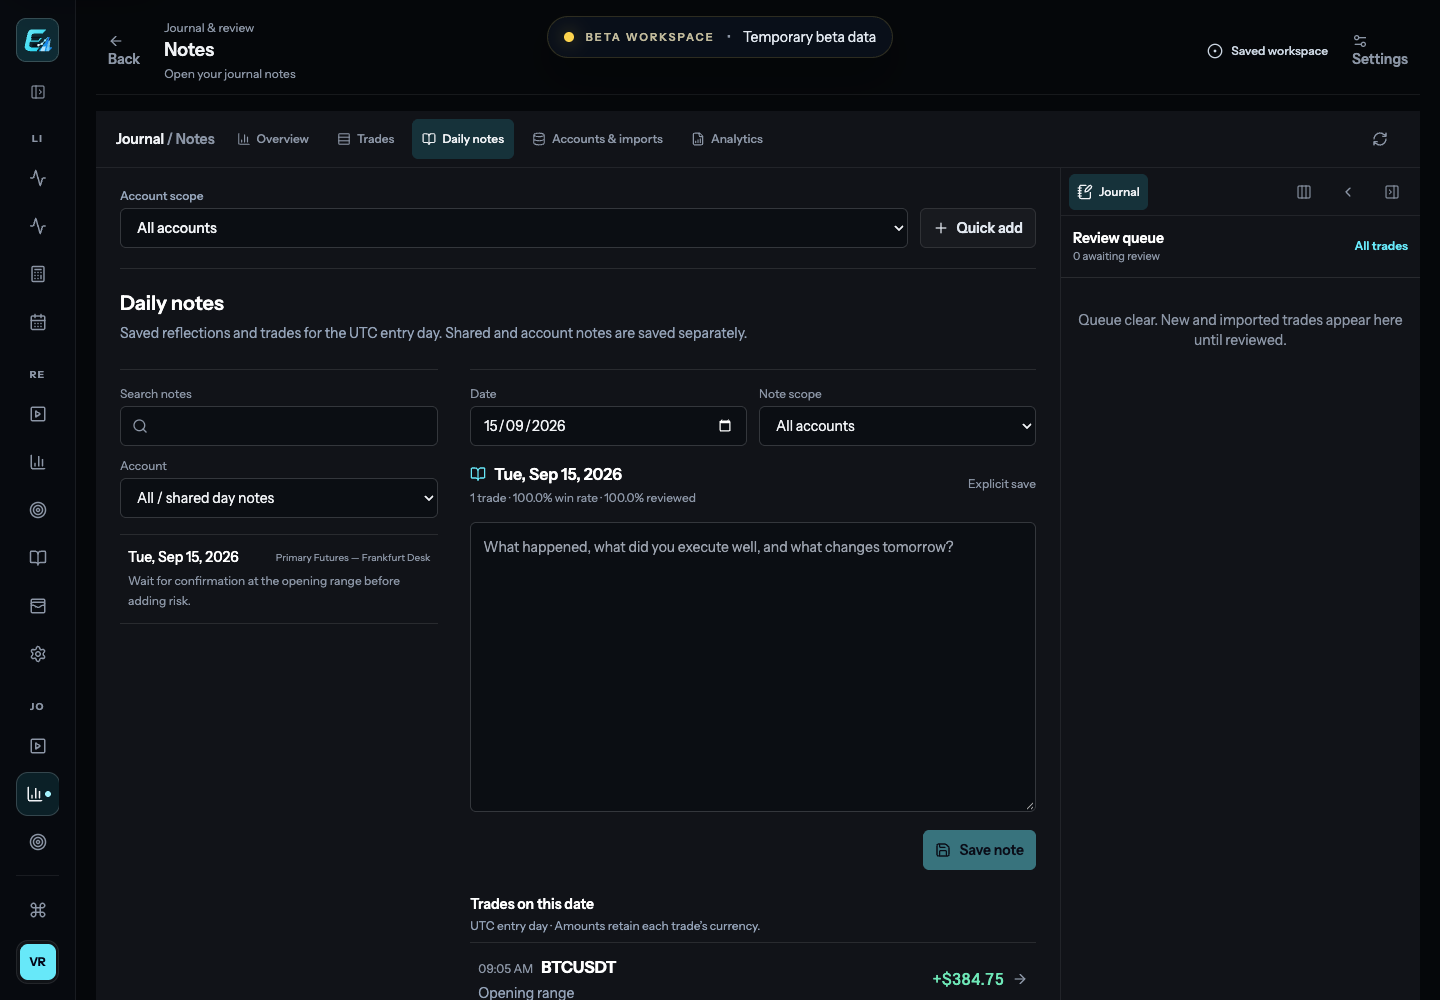 Back
Journal & review
Notes
Open your journal notes
BETA WORKSPACE · Temporary beta data
Saved workspace
Settings
LI
RE
JO
VR
Journal / Notes
Overview
Trades
Daily notes
Accounts & imports
Analytics
Account scope
All accounts
Quick add
Daily notes
Saved reflections and trades for the UTC entry day. Shared and account notes are saved separately.
Search notes
Account
All / shared day notes
Tue, Sep 15, 2026
Primary Futures — Frankfurt Desk
Wait for confirmation at the opening range before
adding risk.
Date
15/09/2026
Note scope
All accounts
Tue, Sep 15, 2026
1 trade · 100.0% win rate · 100.0% reviewed
Explicit save
What happened, what did you execute well, and what changes tomorrow?
Save note
Trades on this date
UTC entry day · Amounts retain each trade's currency.
09:05 AM BTCUSDT
Opening range
+$384.75
Journal
Review queue
0 awaiting review
All trades
Queue clear. New and imported trades appear here
until reviewed.